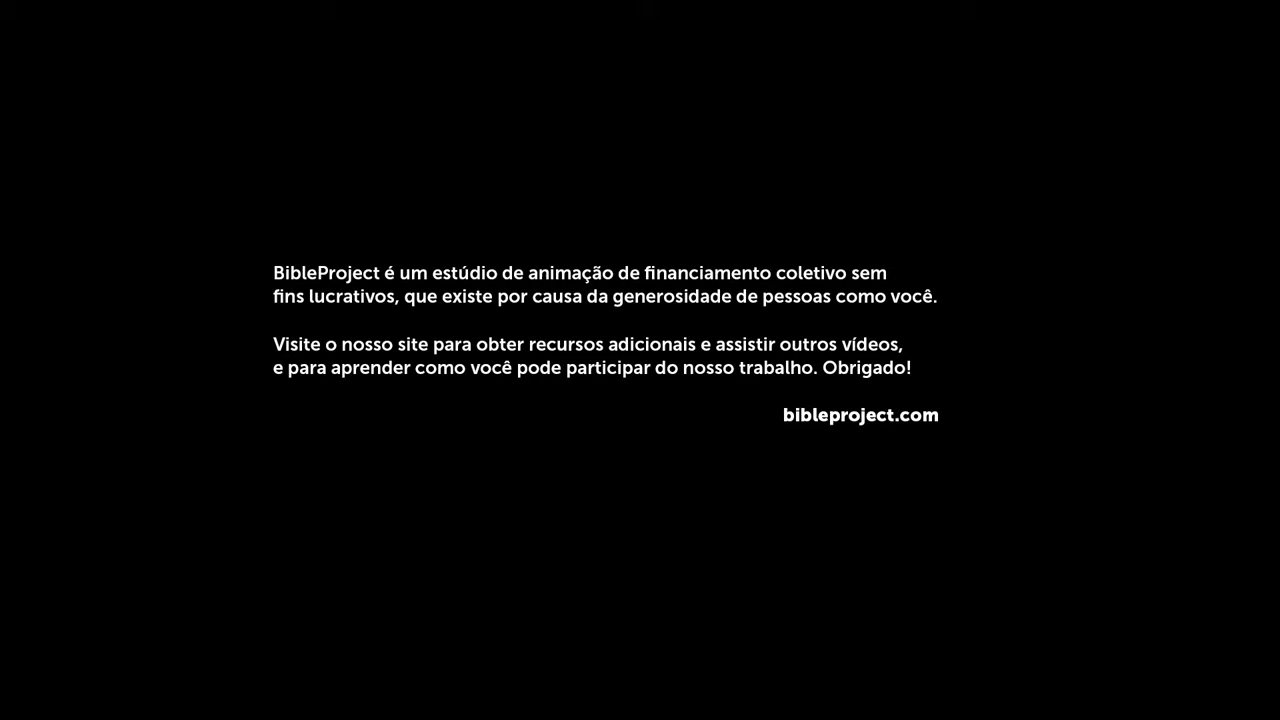 BibleProject é um estúdio de animação de financiamento coletivo sem
fins lucrativos, que existe por causa da generosidade de pessoas como você.
Visite o nosso site para obter recursos adicionais e assistir outros vídeos,
e para aprender como você pode participar do nosso trabalho. Obrigado!
bibleproject.com